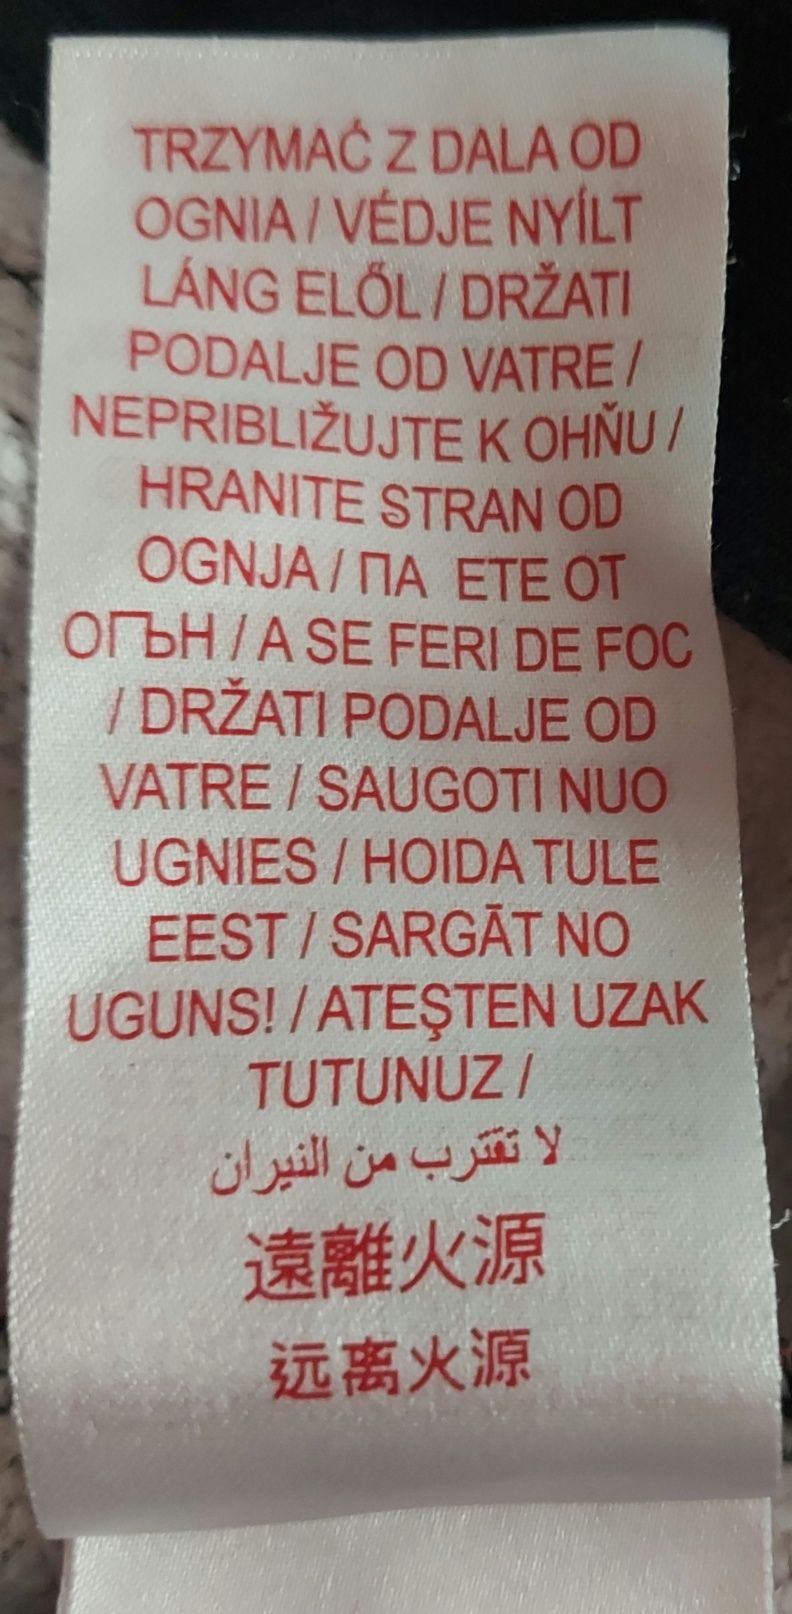 TRZYMAĆ Z DALA OD
OGNIA / VÉDJE NYÍLT
LÁNG ELŐL / DRŽATI
PODALJE OD VATRE /
NEPRIBLIŽUJTE K OHŇU /
HRANITE STRAN OD
OGNJA / ПА ЕТЕ ОТ
ОГЪН / A SE FERI DE FOC
/ DRŽATI PODALJE OD
VATRE / SAUGOTI NUO
UGNIES / HOIDA TULE
EEST / SARGĀT NO
UGUNS! / ATEŞTEN UZAK
TUTUNUZ /
لا تقترب من النيران
遠離火源
远离火源